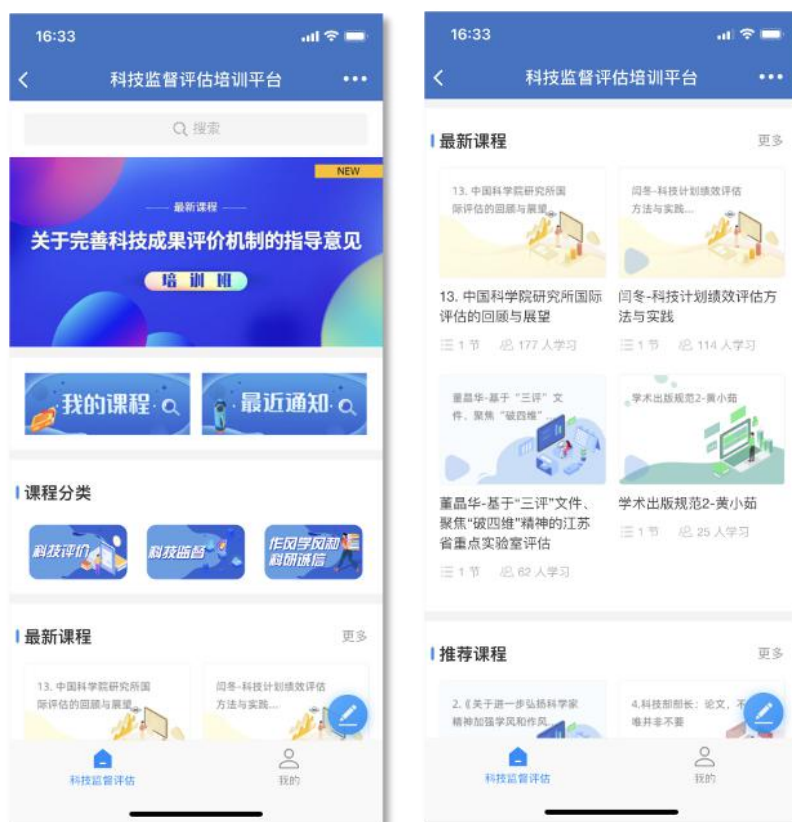 16:33
科技监督评估培训平台
搜索
NEW
最新课程
关于完善科技成果评价机制的指导意见
培训班
我的课程
最近通知
课程分类
科技评价
科技监督
作风学风和
科研诚信
最新课程
更多
13. 中国科学院研究所国
际评估的回顾与展望...
闫冬-科技计划绩效评估
方法与实践...
科技监督评估
我的
16:33
科技监督评估培训平台
最新课程
更多
13. 中国科学院研究所国
际评估的回顾与展望...
闫冬-科技计划绩效评估
方法与实践...
13. 中国科学院研究所国际
评估的回顾与展望
1 节
177 人学习
闫冬-科技计划绩效评估方
法与实践
1 节
114 人学习
董晶华-基于 “三评” 文
件、聚焦 “破四维” ...
学术出版规范2-黄小茹
董晶华-基于“三评”文件、
聚焦“破四维”精神的江苏
省重点实验室评估
1 节
62 人学习
学术出版规范2-黄小茹
1 节
25 人学习
推荐课程
更多
2.《关于进一步弘扬科学家
精神加强学风和作风...
4.科技部部长：论文，不
唯并非不要
科技监督评估
我的